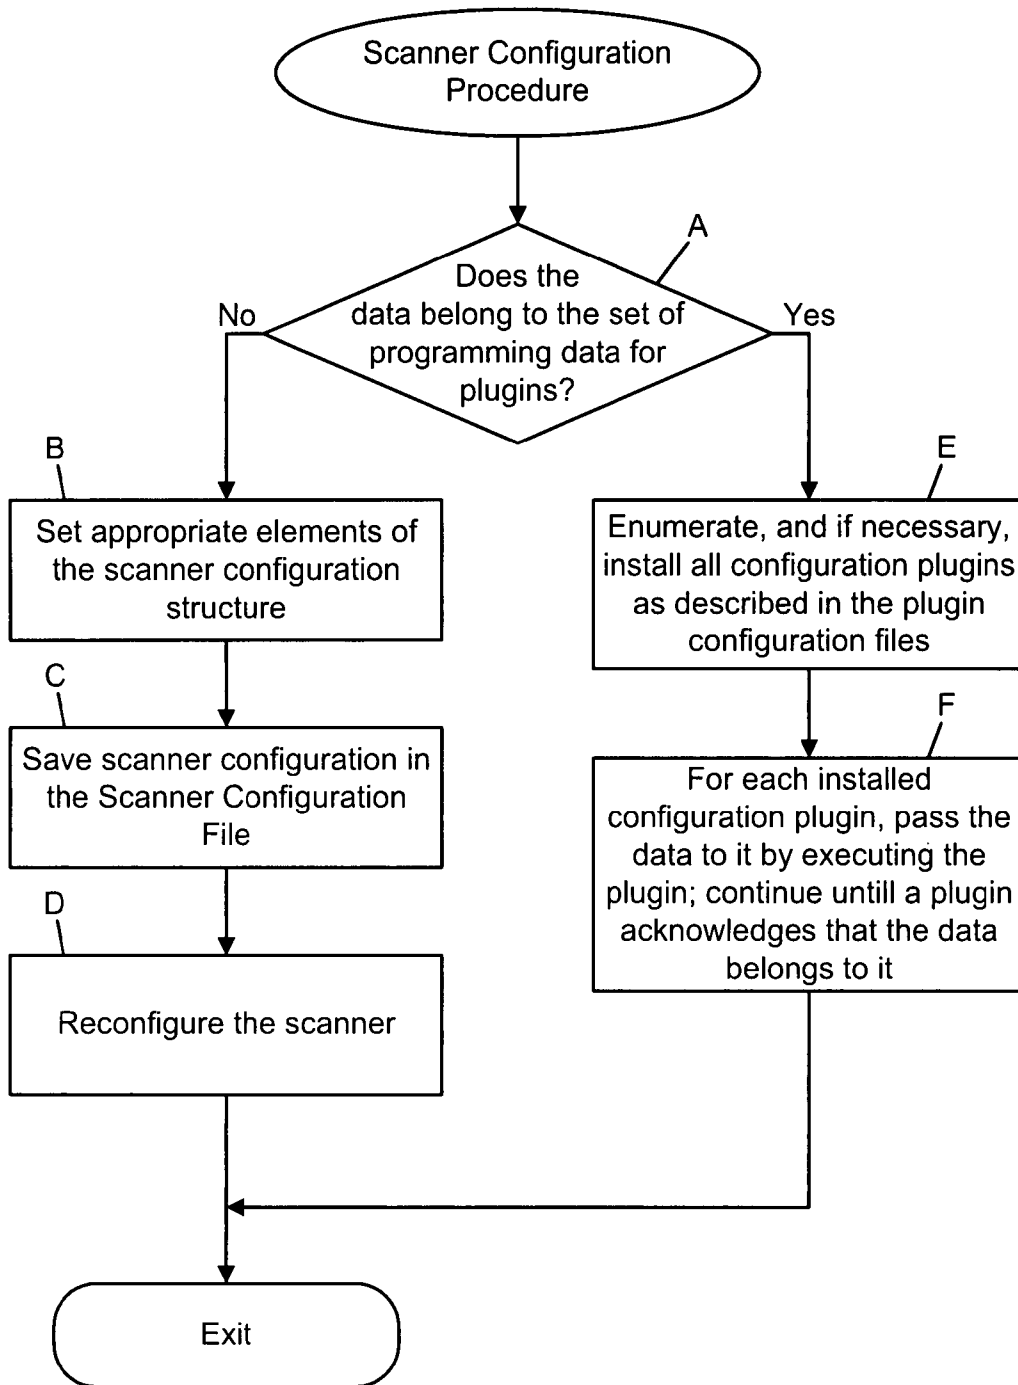 Scanner Configuration
Procedure
A
Does the
data belong to the set of
programming data for
plugins?
No
Yes
B
Set appropriate elements of
the scanner configuration
structure
C
Save scanner configuration in
the Scanner Configuration
File
D
Reconfigure the scanner
E
Enumerate, and if necessary,
install all configuration plugins
as described in the plugin
configuration files
F
For each installed
configuration plugin, pass the
data to it by executing the
plugin; continue untill a plugin
acknowledges that the data
belongs to it
Exit